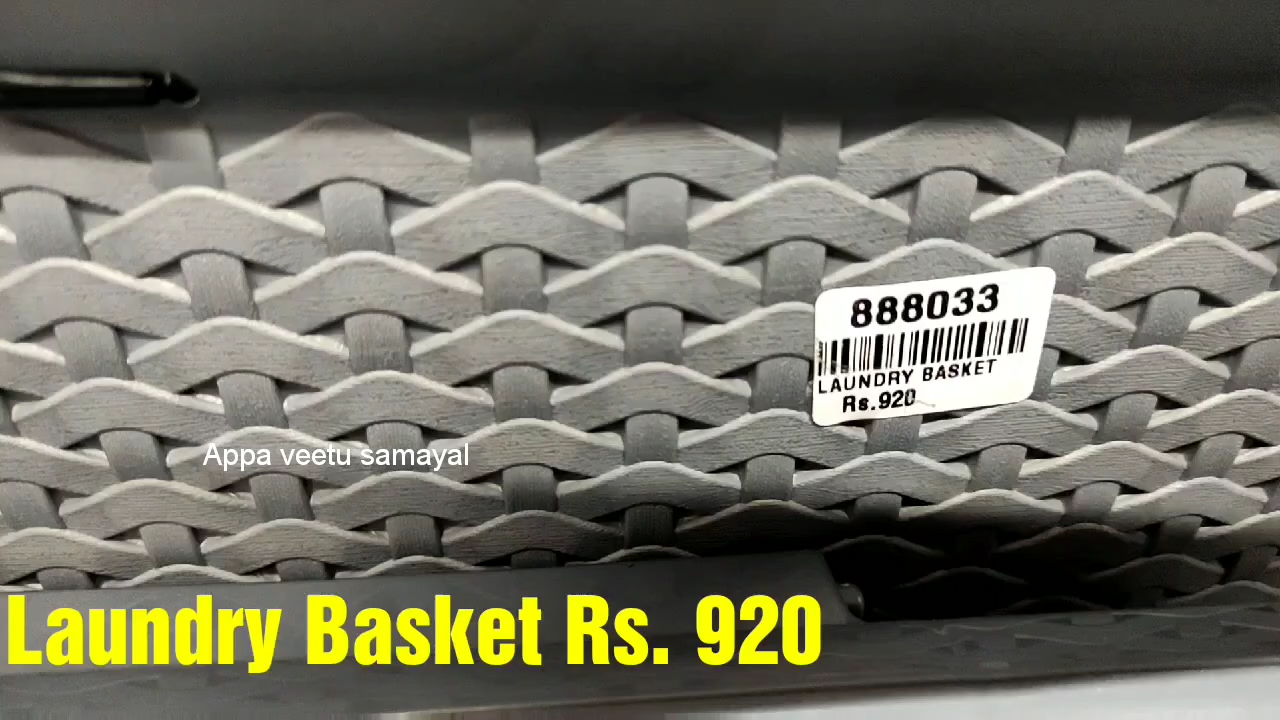 888033
LAUNDRY BASKET
Rs.920
Appa veetu samayal
Laundry Basket Rs. 920